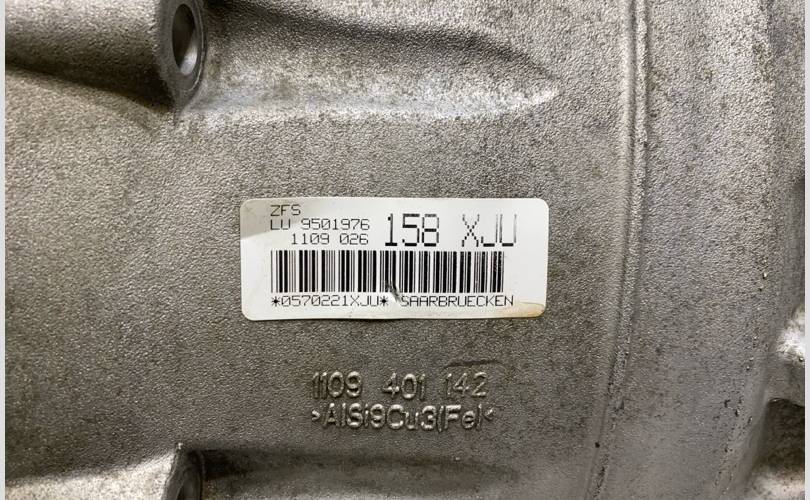 ZFS
LU 9501976
1109 026
158 XJU
*0570221XJU* SAARBRUECKEN
1109 401 142
>AlSi9Cu3(Fe)<